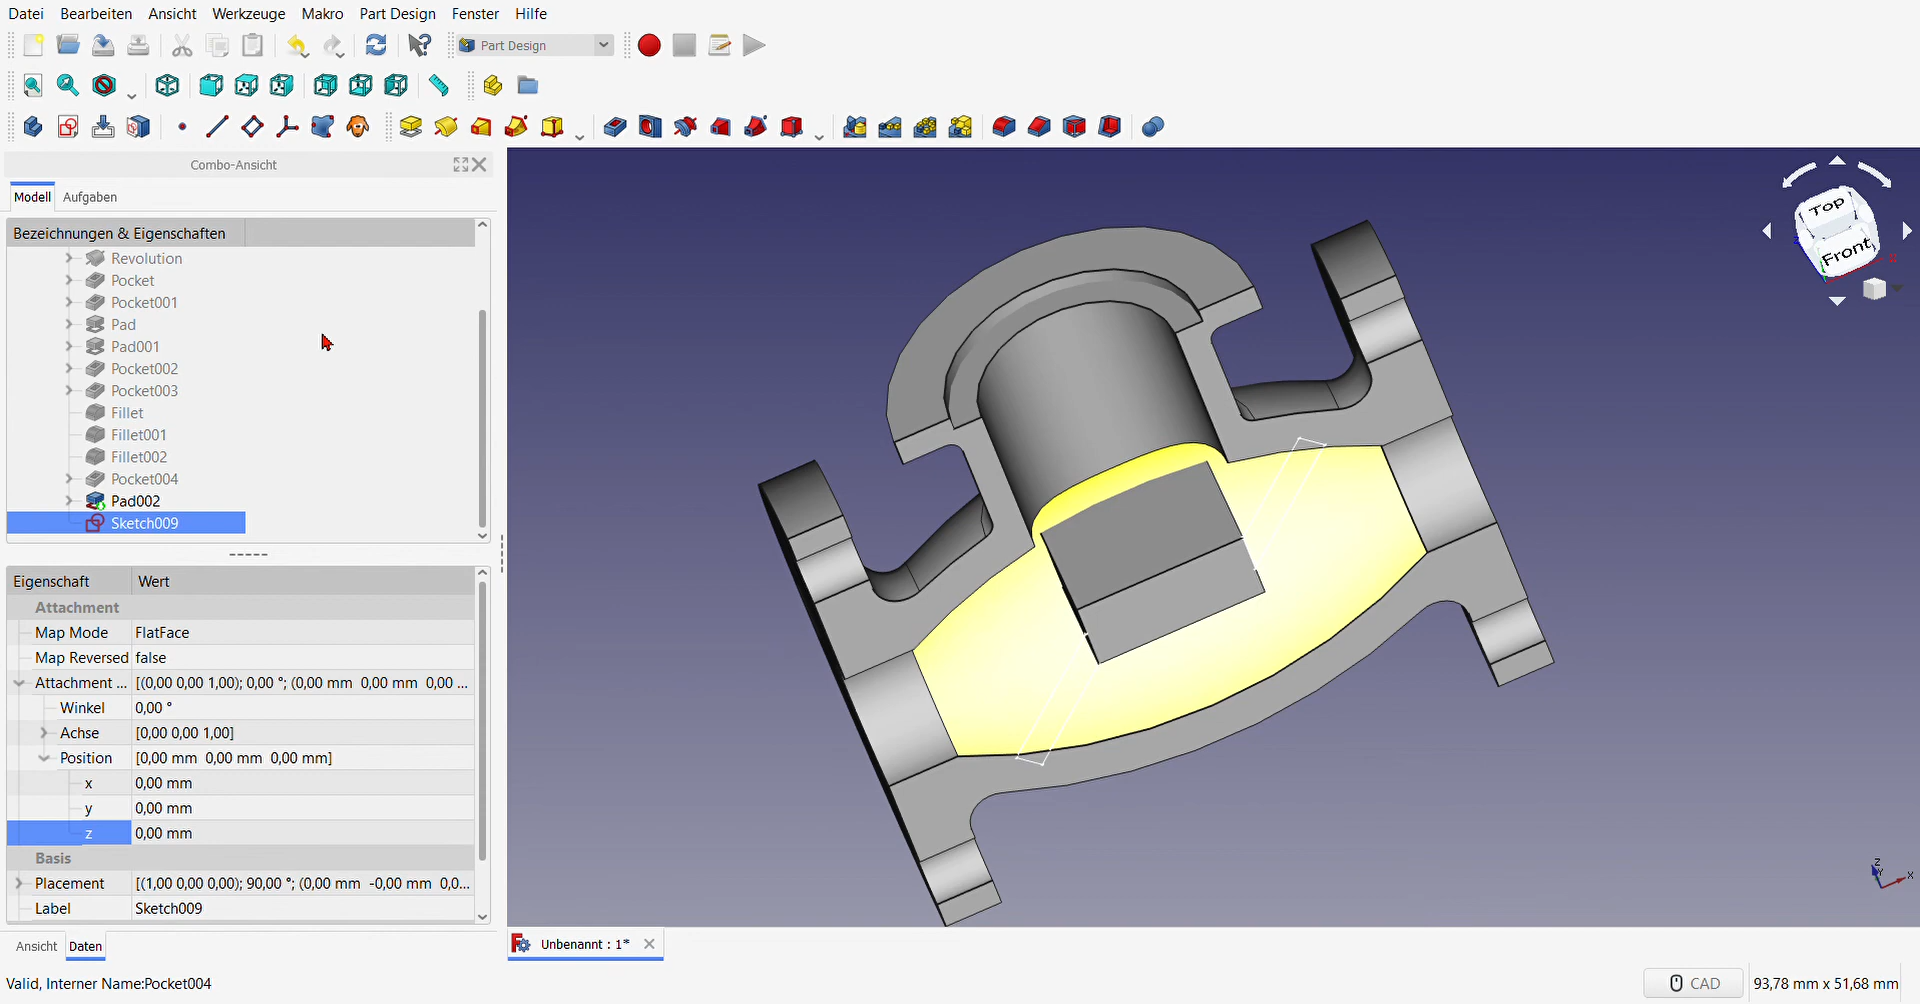 Datei Bearbeiten Ansicht Werkzeuge Makro Part Design Fenster Hilfe
Part Design
Combo-Ansicht
Modell Aufgaben
Bezeichnungen & Eigenschaften
Revolution
Pocket
Pocket001
Pad
Pad001
Pocket002
Pocket003
Fillet
Fillet001
Fillet002
Pocket004
Pad002
Sketch009
Eigenschaft Wert
Attachment
Map Mode FlatFace
Map Reversed false
Attachment ... [(0,00 0,00 1,00); 0,00 °; (0,00 mm 0,00 mm 0,00 ...
Winkel 0,00 °
Achse [0,00 0,00 1,00]
Position [0,00 mm 0,00 mm 0,00 mm]
x 0,00 mm
y 0,00 mm
z 0,00 mm
Basis
Placement [(1,00 0,00 0,00); 90,00 °; (0,00 mm -0,00 mm 0,0...
Label Sketch009
Ansicht Daten
Valid, Interner Name:Pocket004
Top
Front
Z
X
Z
Y
X
Unbenannt : 1*
CAD
93,78 mm x 51,68 mm